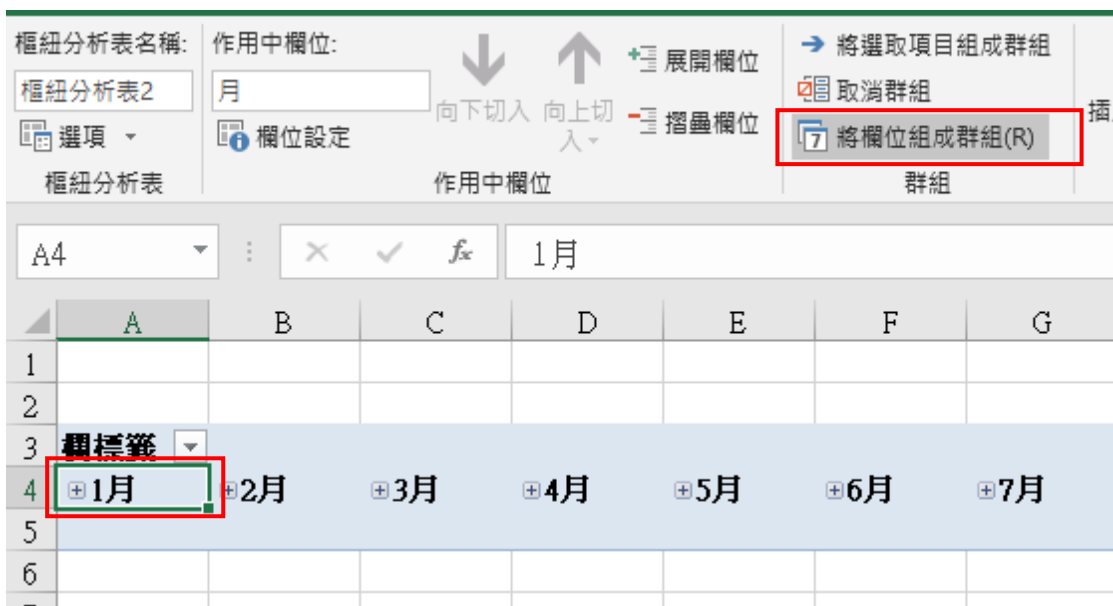 樞紐分析表名稱: 作用中欄位:
樞紐分析表2 月
選項 欄位設定
向下切入 向上切入
展開欄位
摺疊欄位
將選取項目組成群組
取消群組
7 將欄位組成群組(R)
插
樞紐分析表 作用中欄位 群組
A4 fx 1月
A B C D E F G
1
2
3 欄標籤
4 1月 2月 3月 4月 5月 6月 7月
5
6